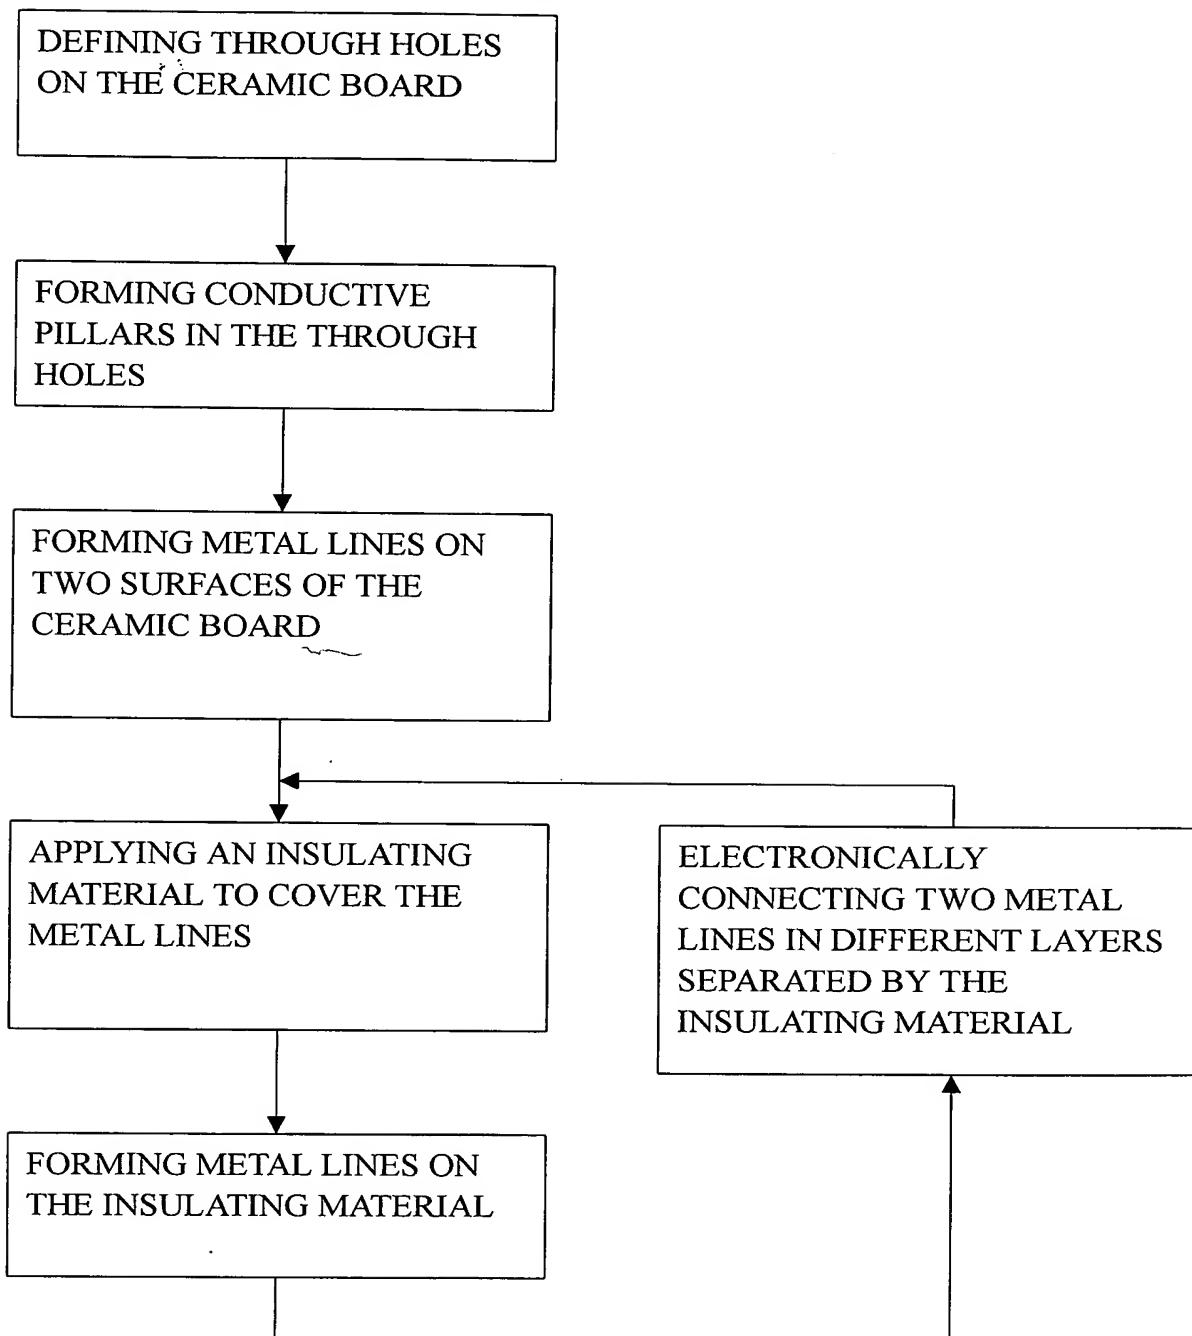 DEFINING THROUGH HOLES
ON THE CERAMIC BOARD
FORMING CONDUCTIVE
PILLARS IN THE THROUGH
HOLES
FORMING METAL LINES ON
TWO SURFACES OF THE
CERAMIC BOARD
APPLYING AN INSULATING
MATERIAL TO COVER THE
METAL LINES
FORMING METAL LINES ON
THE INSULATING MATERIAL
ELECTRONICALLY
CONNECTING TWO METAL
LINES IN DIFFERENT LAYERS
SEPARATED BY THE
INSULATING MATERIAL